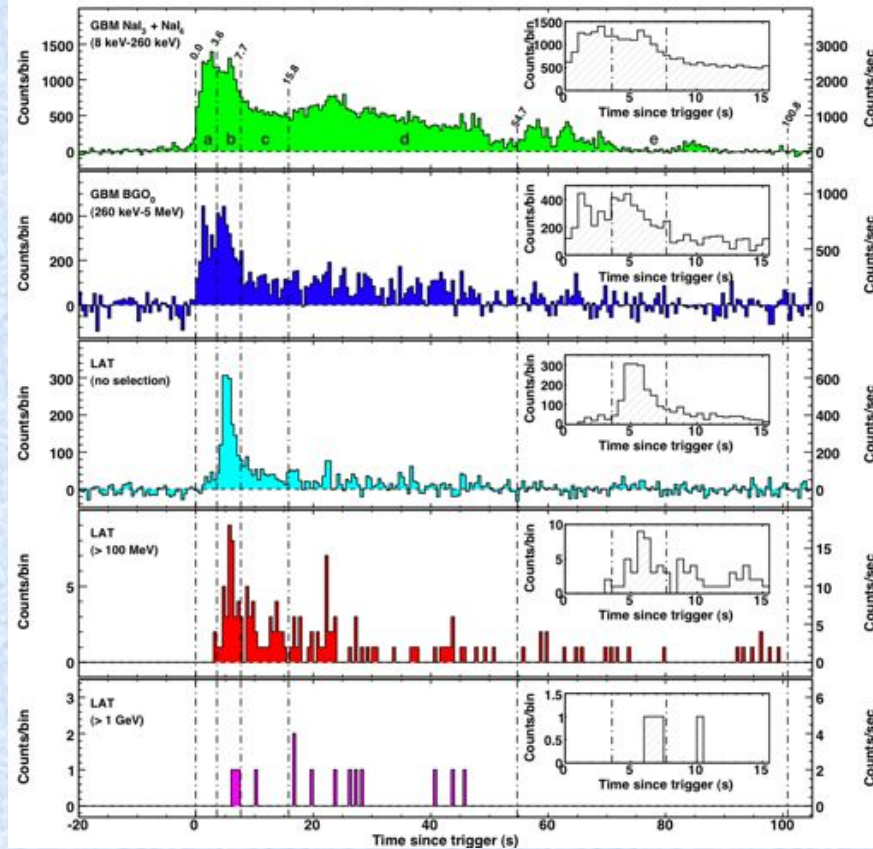 GBM NaI₃ + NaI₄
(8 keV-260 keV)
Counts/bin
Counts/sec
1500
1000
500
0
3000
2000
1000
0
0.0
3.6
7.7
15.8
54.7
100.8
a
b
c
d
e
Counts/bin
1500
1000
500
0
0
5
10
15
Time since trigger (s)
GBM BGO₀
(260 keV-5 MeV)
Counts/bin
Counts/sec
400
200
0
1000
500
0
Counts/bin
400
200
0
0
5
10
15
Time since trigger (s)
LAT
(no selection)
Counts/bin
Counts/sec
300
200
100
0
600
400
200
0
Counts/bin
300
200
100
0
0
5
10
15
Time since trigger (s)
LAT
(> 100 MeV)
Counts/bin
Counts/sec
5
0
15
10
5
0
Counts/bin
10
5
0
0
5
10
15
Time since trigger (s)
LAT
(> 1 GeV)
Counts/bin
Counts/sec
3
2
1
0
6
4
2
0
Counts/bin
1.5
1
0.5
0
0
5
10
15
Time since trigger (s)
-20
0
20
40
60
80
100
Time since trigger (s)